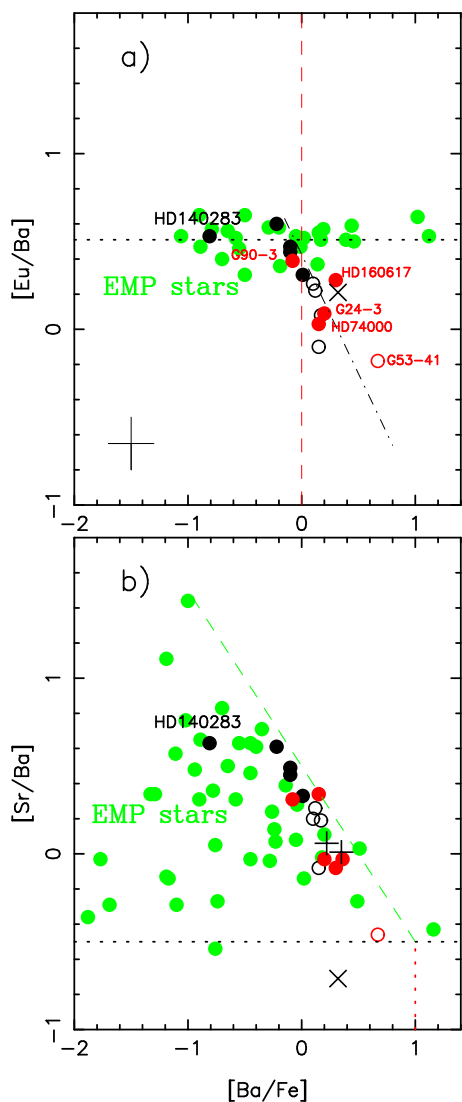 a)
1
HD140283
G90-3
HD160617
EMP stars
G24-3
HD74000
0
G53-41
[Eu/Ba]
−1
−2 −1 0 1
b)
1
HD140283
[Sr/Ba]
EMP stars
0
−1
−2 −1 0 1
[Ba/Fe]